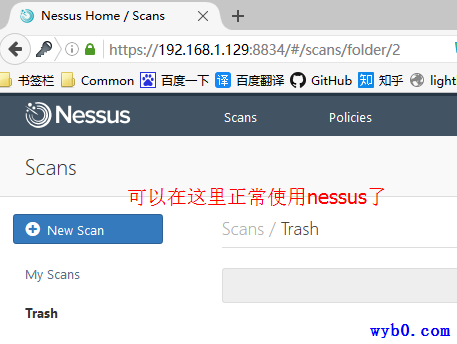 Nessus Home / Scans
https://192.168.1.129:8834/#/scans/folder/2
书签栏 Common 百度一下 译 百度翻译 GitHub 知 知乎 light
Nessus Scans Policies
Scans
可以在这里正常使用nessus了
New Scan
Scans / Trash
My Scans
Trash
wyb0.com